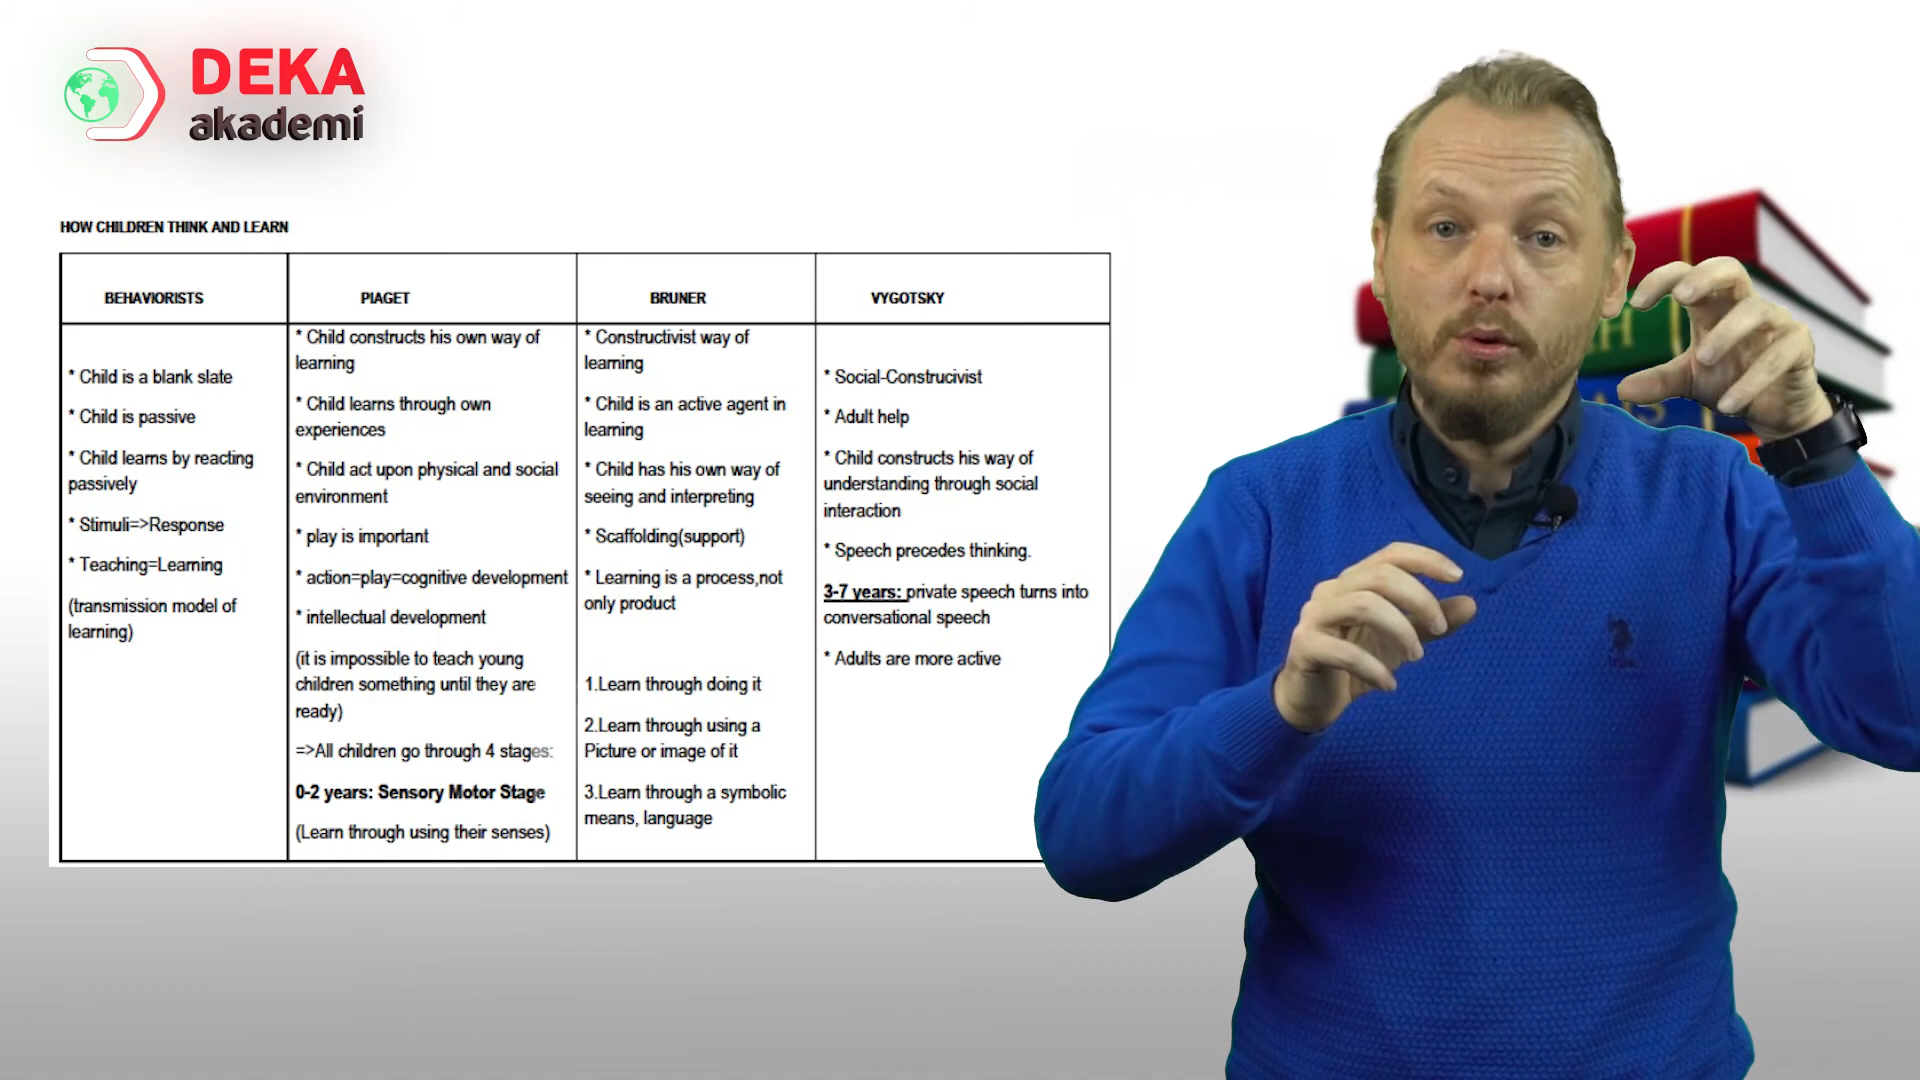 DEKA
akademi
HOW CHILDREN THINK AND LEARN
BEHAVIORISTS
* Child is a blank slate
* Child is passive
* Child learns by reacting
passively
* Stimuli=>Response
* Teaching=Learning
(transmission model of
learning)
PIAGET
* Child constructs his own way of
learning
* Child learns through own
experiences
* Child act upon physical and social
environment
* play is important
* action=play=cognitive development
* intellectual development
(it is impossible to teach young
children something until they are
ready)
=>All children go through 4 stages:
0-2 years: Sensory Motor Stage
(Learn through using their senses)
BRUNER
* Constructivist way of
learning
* Child is an active agent in
learning
* Child has his own way of
seeing and interpreting
* Scaffolding(support)
* Learning is a process,not
only product
1.Learn through doing it
2.Learn through using a
Picture or image of it
3.Learn through a symbolic
means, language
VYGOTSKY
* Social-Construcivist
* Adult help
* Child constructs his way of
understanding through social
interaction
* Speech precedes thinking.
3-7 years: private speech turns into
conversational speech
* Adults are more active